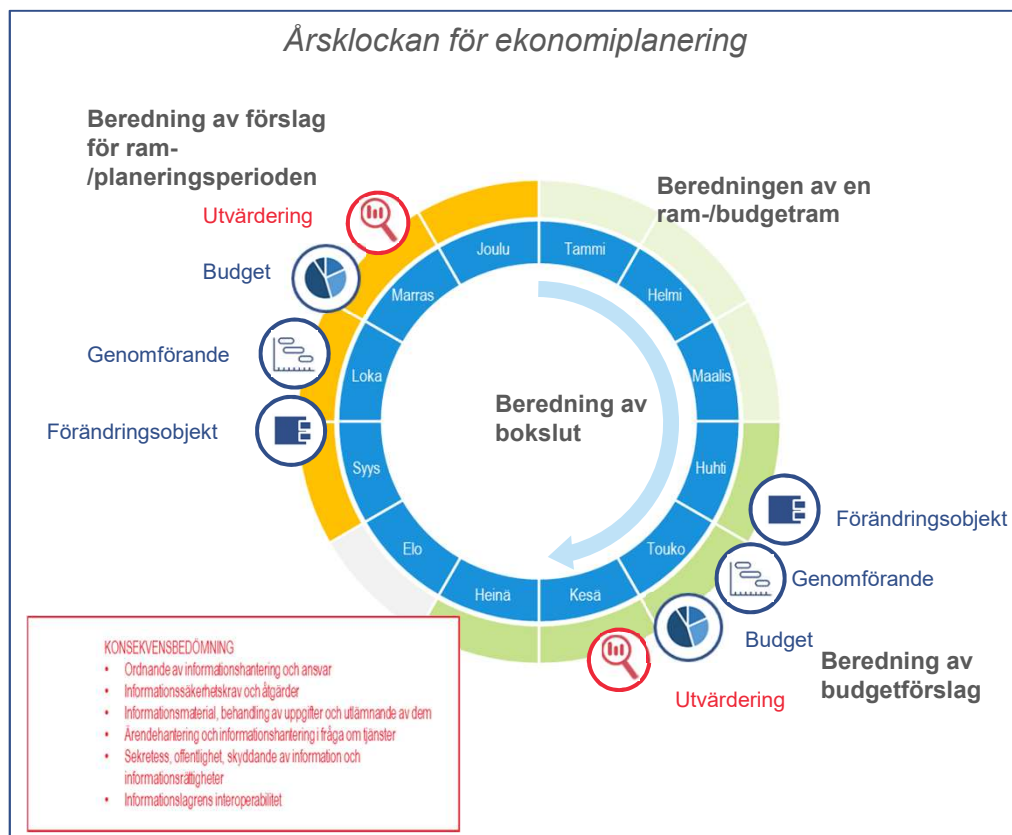 Årsklockan för ekonomiplanering
Beredning av förslag
för ram-
/planeringsperioden
Utvärdering
Budget
Genomförande
Förändringsobjekt
Beredningen av en
ram-/budgetram
Joulu
Tammi
Marras
Helmi
Loka
Maalis
Beredning av
bokslut
Syys
Huhti
Elo
Touko
Heinä
Kesä
Förändringsobjekt
Genomförande
Budget
Utvärdering
Beredning av
budgetförslag
KONSEKVENSBEDÖMNING
• Ordnande av informationshantering och ansvar
• Informationssäkerhetskrav och åtgärder
• Informationsmaterial, behandling av uppgifter och utlämnande av dem
• Ärendehantering och informationshantering i fråga om tjänster
• Sekretess, offentlighet, skyddande av information och
informationsrättigheter
• Informationslagrens interoperabilitet